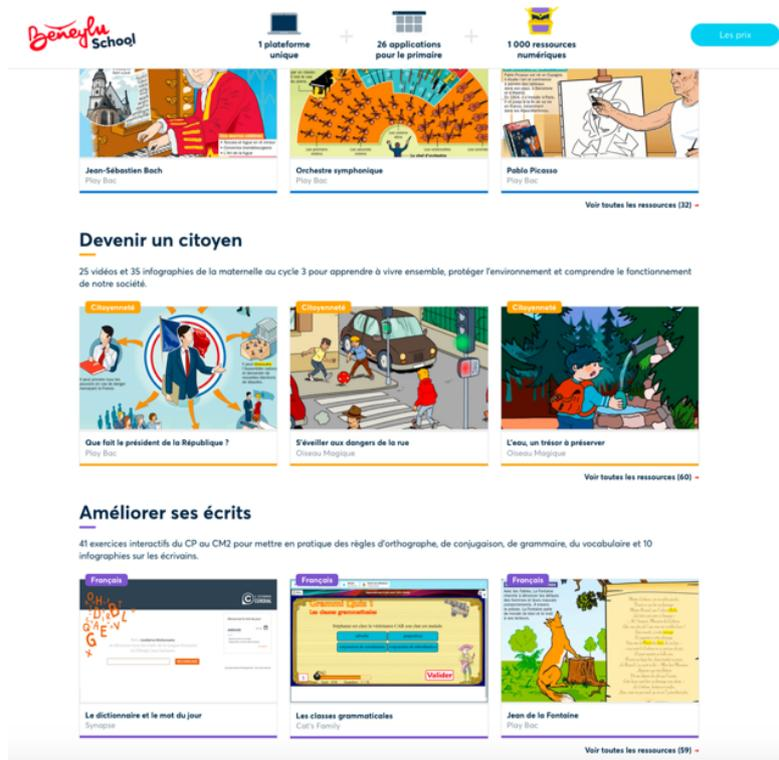 Beneylu School
1 plateforme
unique
26 applications
pour le primaire
1 000 ressources
numériques
Les prix
Jean-Sébastien Bach
Play Bac
Orchestre symphonique
Play Bac
Pablo Picasso
Play Bac
Voir toutes les ressources (32)
Devenir un citoyen
25 vidéos et 35 infographies de la maternelle au cycle 3 pour apprendre à vivre ensemble, protéger l'environnement et comprendre le fonctionnement
de notre société.
Citoyenneté
Citoyenneté
Citoyenneté
Que fait le président de la République ?
Play Bac
S'éveiller aux dangers de la rue
Oiseau Magique
L'eau, un trésor à préserver
Oiseau Magique
Voir toutes les ressources (60)
Améliorer ses écrits
41 exercices interactifs du CP au CM2 pour mettre en pratique des règles d'orthographe, de conjugaison, de grammaire, du vocabulaire et 10
infographies sur les écrivains.
Français
Français
Français
CORDIAL
Grammi Quiz 1
Les classes grammaticales
Valider
Le dictionnaire et le mot du jour
Synapse
Les classes grammaticales
Cat's Family
Jean de la Fontaine
Play Bac
Voir toutes les ressources (59)